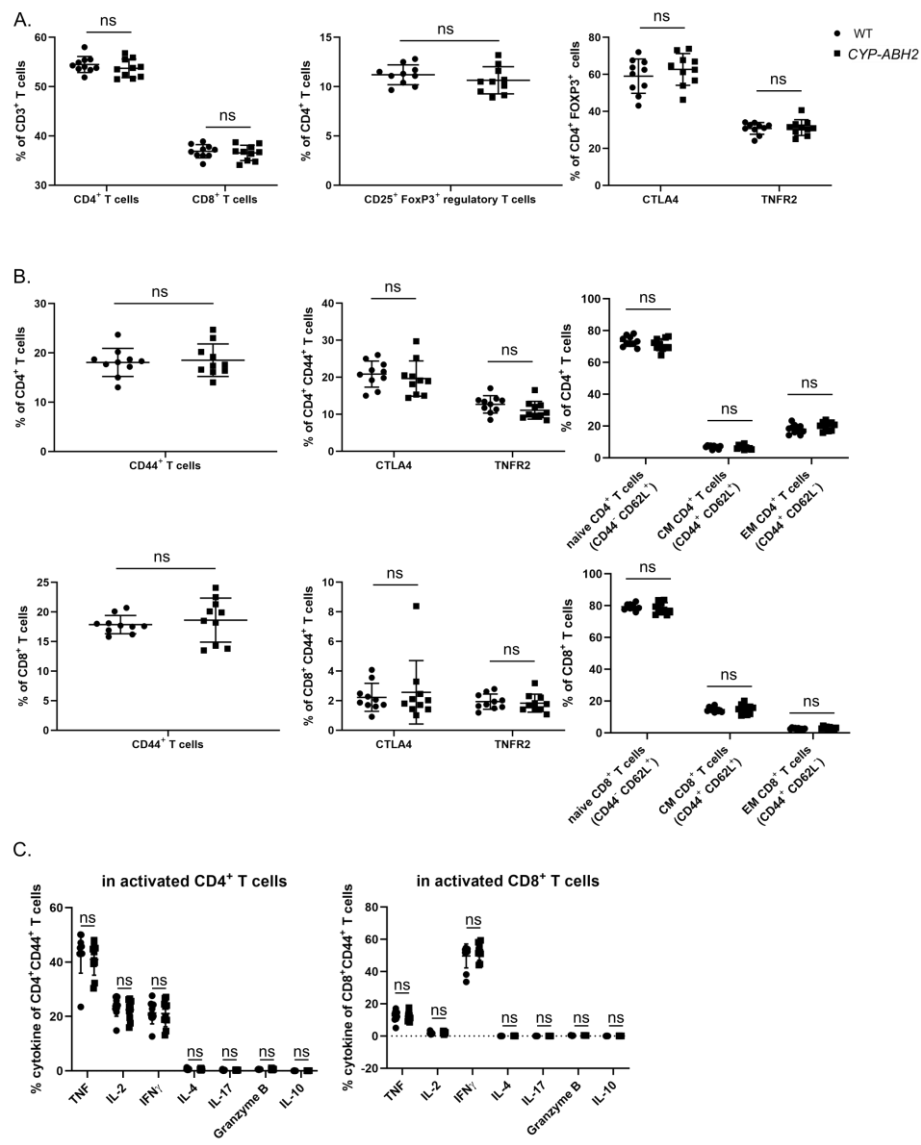 A.
ns
ns
% of CD3⁺ T cells
60
50
40
30
CD4⁺ T cells
CD8⁺ T cells
ns
% of CD4⁺ T cells
15
10
5
0
CD25⁺ FoxP3⁺ regulatory T cells
ns
ns
% of CD4⁺ FOXP3⁺ cells
80
60
40
20
0
CTLA4
TNFR2
WT
CYP-ABH2
B.
ns
% of CD4⁺ T cells
30
20
10
0
CD44⁺ T cells
ns
ns
% of CD4⁺ CD44⁺ T cells
40
30
20
10
0
CTLA4
TNFR2
ns
ns
ns
% of CD4⁺ T cells
100
80
60
40
20
0
naive CD4⁺ T cells
(CD44⁻ CD62L⁺)
CM CD4⁺ T cells
(CD44⁺ CD62L⁺)
EM CD4⁺ T cells
(CD44⁺ CD62L⁻)
ns
% of CD8⁺ T cells
25
20
15
10
5
0
CD44⁺ T cells
ns
ns
% of CD8⁺ CD44⁺ T cells
10
8
6
4
2
0
CTLA4
TNFR2
ns
ns
ns
% of CD8⁺ T cells
100
80
60
40
20
0
naive CD8⁺ T cells
(CD44⁻ CD62L⁺)
CM CD8⁺ T cells
(CD44⁺ CD62L⁺)
EM CD8⁺ T cells
(CD44⁺ CD62L⁻)
C.
in activated CD4⁺ T cells
ns
ns
ns
ns
ns
ns
ns
% cytokine of CD4⁺CD44⁺ T cells
60
40
20
0
TNF
IL-2
IFNγ
IL-4
IL-17
Granzyme B
IL-10
in activated CD8⁺ T cells
ns
ns
ns
ns
ns
ns
ns
% cytokine of CD8⁺CD44⁺ T cells
80
60
40
20
0
-20
TNF
IL-2
IFNγ
IL-4
IL-17
Granzyme B
IL-10